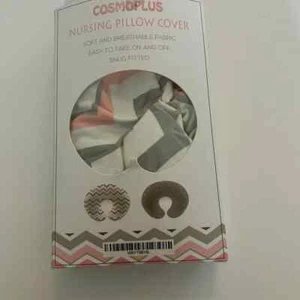 COSMOPLUS
NURSING PILLOW COVER
SOFT AND BREATHABLE FABRIC
EASY TO TAKE ON AND OFF
SNUG FITTED